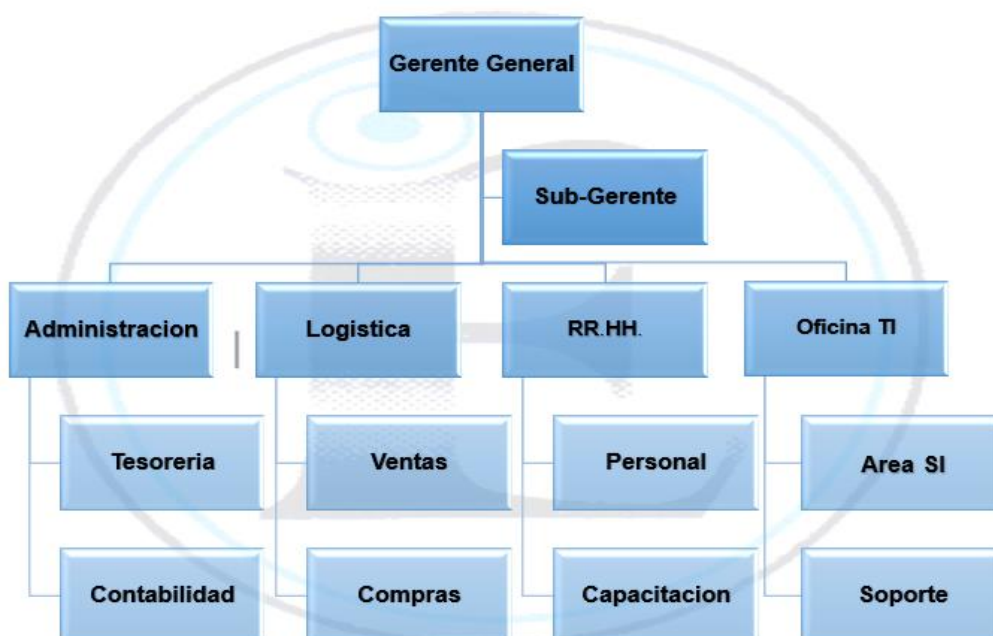 Gerente General
Sub-Gerente
Administracion
Logistica
RR.HH.
Oficina TI
Tesoreria
Ventas
Personal
Area SI
Contabilidad
Compras
Capacitacion
Soporte